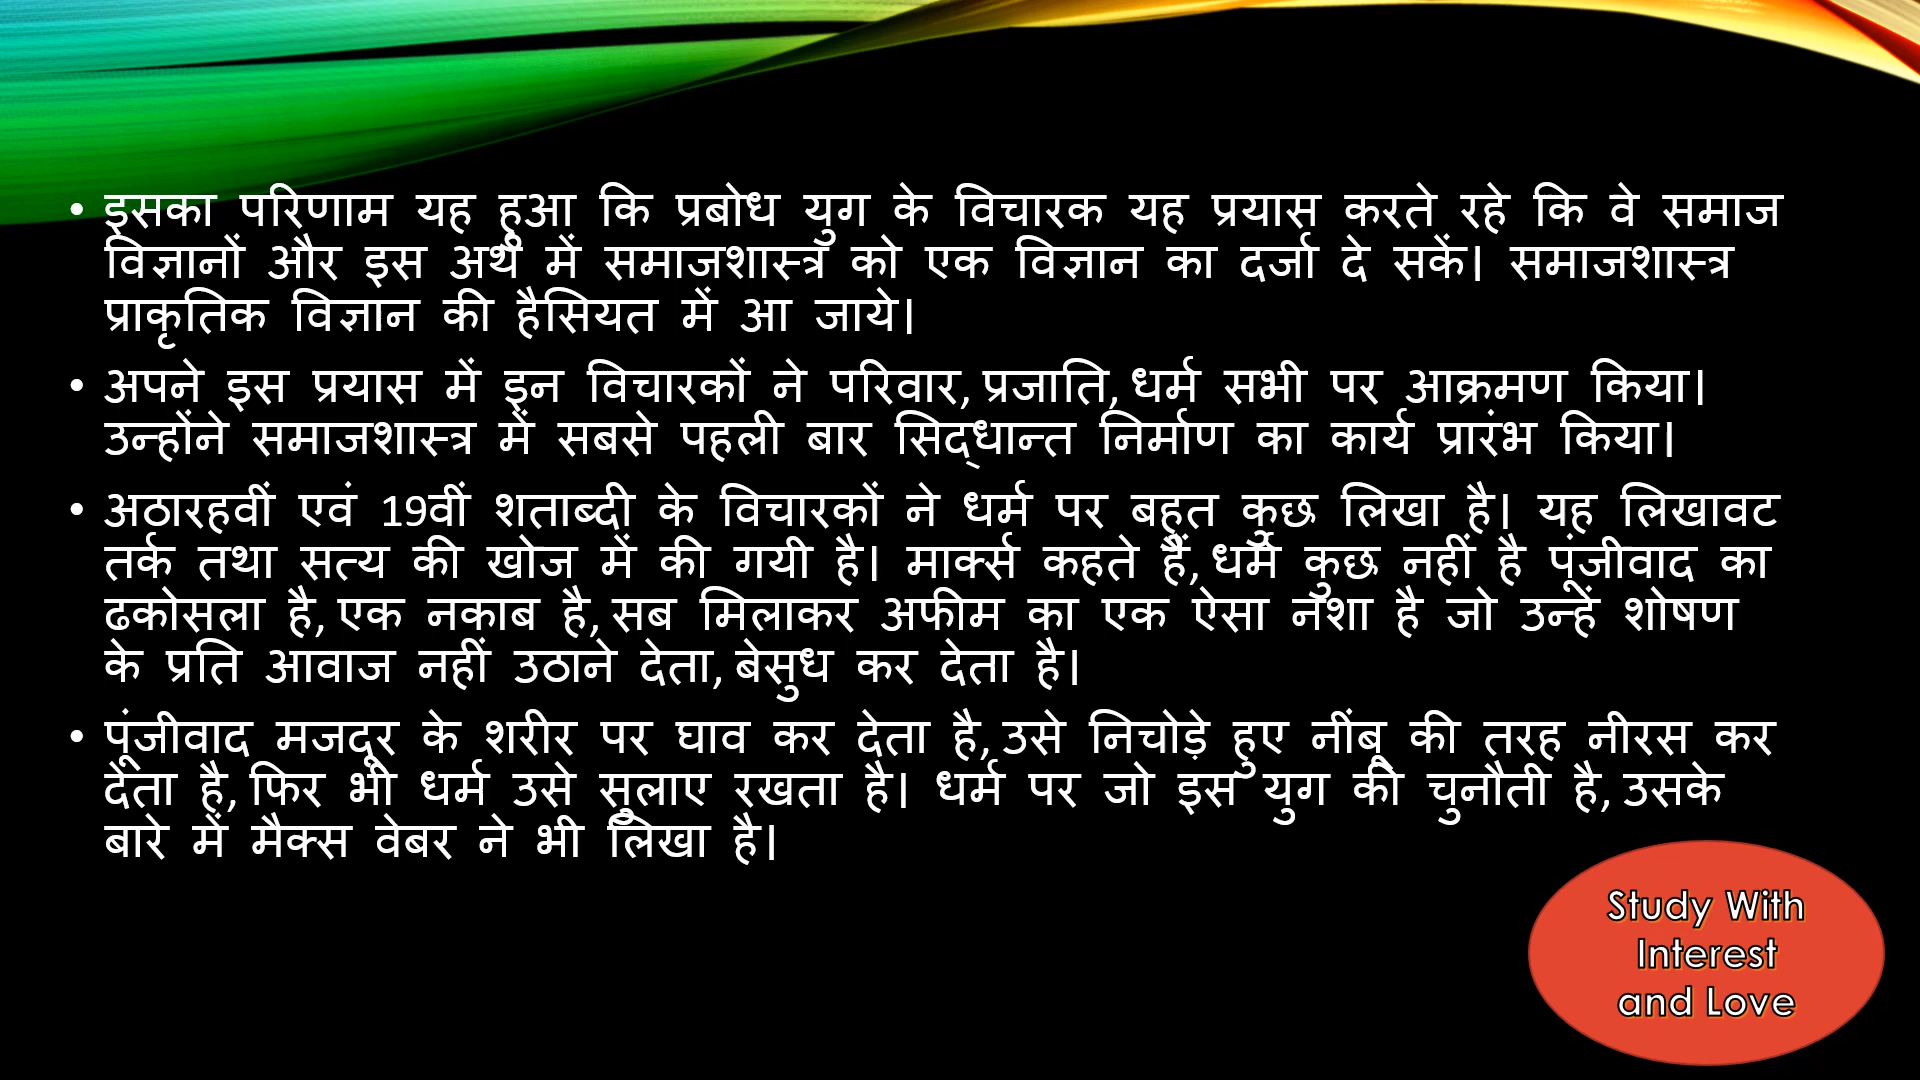 • इसका परिणाम यह हुआ कि प्रबोध युग के विचारक यह प्रयास करते रहे कि वे समाज
विज्ञानों और इस अर्थ में समाजशास्त्र को एक विज्ञान का दर्जा दे सकें। समाजशास्त्र
प्राकृतिक विज्ञान की हैसियत में आ जाये।
• अपने इस प्रयास में इन विचारकों ने परिवार, प्रजाति, धर्म सभी पर आक्रमण किया।
उन्होंने समाजशास्त्र में सबसे पहली बार सिद्धान्त निर्माण का कार्य प्रारंभ किया।
• अठारहवीं एवं 19वीं शताब्दी के विचारकों ने धर्म पर बहुत कुछ लिखा है। यह लिखावट
तर्क तथा सत्य की खोज में की गयी है। मार्क्स कहते हैं, धर्म कुछ नहीं है पूंजीवाद का
ढकोसला है, एक नकाब है, सब मिलाकर अफीम का एक ऐसा नशा है जो उन्हें शोषण
के प्रति आवाज नहीं उठाने देता, बेसुध कर देता है।
• पूंजीवाद मजदूर के शरीर पर घाव कर देता है, उसे निचोड़े हुए नींबू की तरह नीरस कर
देता है, फिर भी धर्म उसे सुलाए रखता है। धर्म पर जो इस युग की चुनौती है, उसके
बारे में मैक्स वेबर ने भी लिखा है।
Study With
Interest
and Love